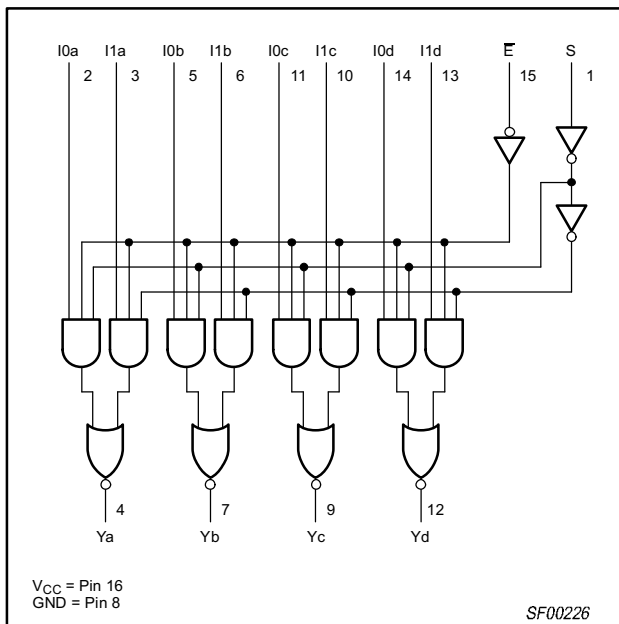 I0a I1a I0b I1b I0c I1c I0d I1d E̅ S
2 3 5 6 11 10 14 13 15 1
4 7 9 12
Ya Yb Yc Yd
VCC = Pin 16
GND = Pin 8
SF00226